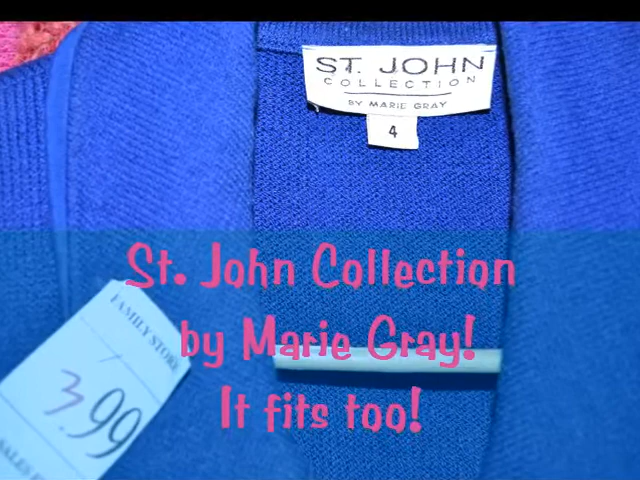 ST. JOHN
COLLECTION
BY MARIE GRAY
4
St. John Collection
by Marie Gray!
It fits too!
FAMILY STORE
3.99
SALES